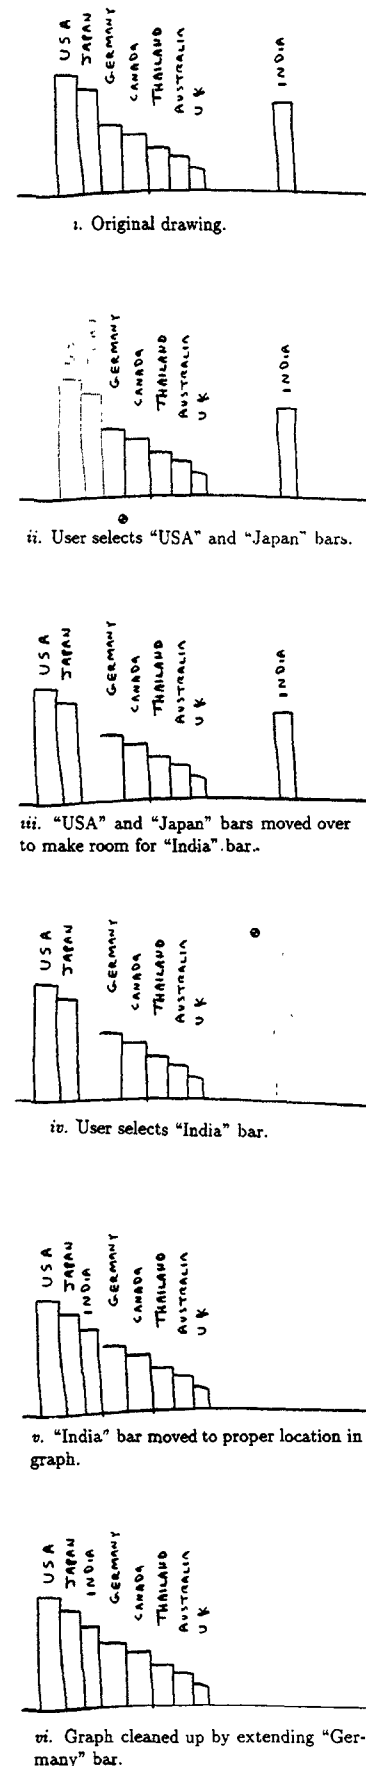 USA
JAPAN
GERMANY
CANADA
THAILAND
AUSTRALIA
UK
INDIA
i. Original drawing.
GERMANY
CANADA
THAILAND
AUSTRALIA
UK
INDIA
ii. User selects “USA” and “Japan” bars.
USA
JAPAN
GERMANY
CANADA
THAILAND
AUSTRALIA
UK
INDIA
iii. “USA” and “Japan” bars moved over
to make room for “India” bar.
USA
JAPAN
GERMANY
CANADA
THAILAND
AUSTRALIA
UK
iv. User selects “India” bar.
USA
JAPAN
INDIA
GERMANY
CANADA
THAILAND
AUSTRALIA
UK
v. “India” bar moved to proper location in
graph.
USA
JAPAN
INDIA
GERMANY
CANADA
THAILAND
AUSTRALIA
UK
vi. Graph cleaned up by extending “Ger-
many” bar.